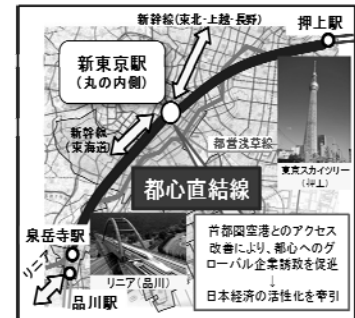 新幹線(東北・上越・長野)
押上駅
新東京駅
(丸の内側)
新幹線
(東海道)
都営浅草線
東京スカイツリー
(押上)
都心直結線
泉岳寺駅
リニア
品川駅
リニア(品川)
首都圏空港とのアクセス
改善により、都心へのグ
ローバル企業誘致を促進
↓
日本経済の活性化を牽引